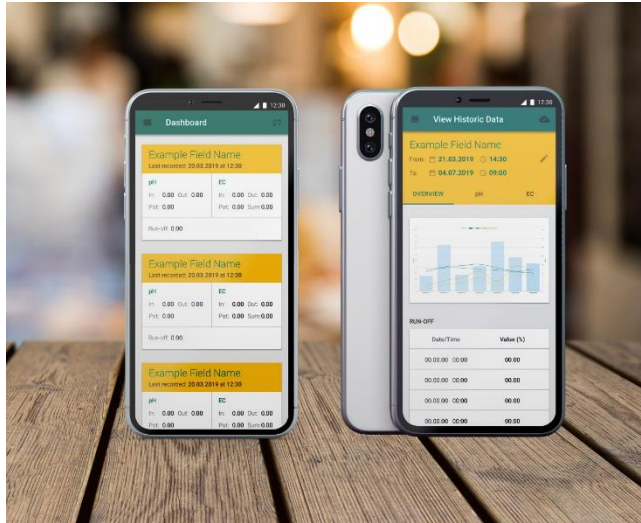 12:30
Dashboard
Example Field Name
Last recorded: 20.03.2019 at 12:30
pH
EC
In: 0.00 Out: 0.00
In: 0.00 Out: 0.00
Pot: 0.00
Pot: 0.00 Sum: 0.00
Run-off: 0.00
Example Field Name
Last recorded: 20.03.2019 at 12:30
pH
EC
In: 0.00 Out: 0.00
In: 0.00 Out: 0.00
Pot: 0.00
Pot: 0.00 Sum: 0.00
Run-off: 0.00
Example Field Name
Last recorded: 20.03.2019 at 12:30
pH
EC
In: 0.00 Out: 0.00
In: 0.00 Out: 0.00
Pot: 0.00
Pot: 0.00 Sum: 0.00
12:30
View Historic Data
Example Field Name
From: 21.03.2019 14:30
To: 04.07.2019 09:00
OVERVIEW pH EC
RUN-OFF
Date/Time Value (%)
00.00.00 00:00 00.00
00.00.00 00:00 00.00
00.00.00 00:00 00.00
00.00.00 00:00 00.00